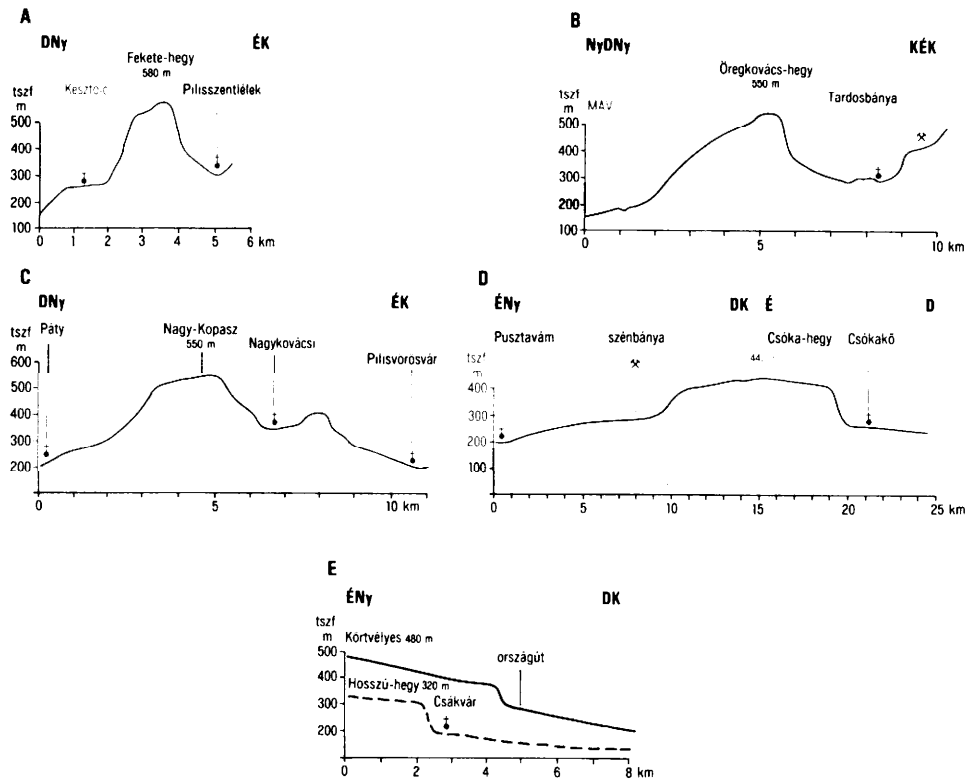 A
DNy ÉK
Fekete-hegy
580 m
Pilisszentlélek
tszf
m
500
400
300
200
100
0 1 2 3 4 5 6 km
B
NyDNy KÉK
Öregkovács-hegy
550 m
Tardosbánya
MÁV
tszf
m
500
400
300
200
100
0 5 10 km
C
DNy ÉK
Páty
Nagy-Kopasz
550 m
Nagykovácsi
Pilisvorosvár
tszf
m
600
500
400
300
200
0 5 10 km
D
ÉNy DK É D
Pusztavám szénbánya Csóka-hegy Csókakő
44.
tszf
m
400
300
200
100
0 5 10 15 20 25 km
E
ÉNy DK
tszf
m
Körtvélyes 480 m
országút
500
400
300
200
Hosszú-hegy 320 m
Csákvár
0 2 4 6 8 km